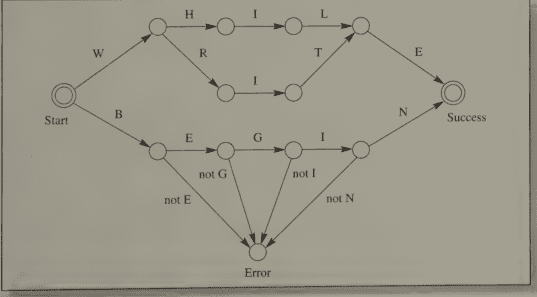 H I L
W R E
I T
Start B N Success
E G I
not G not I
not E not N
Error